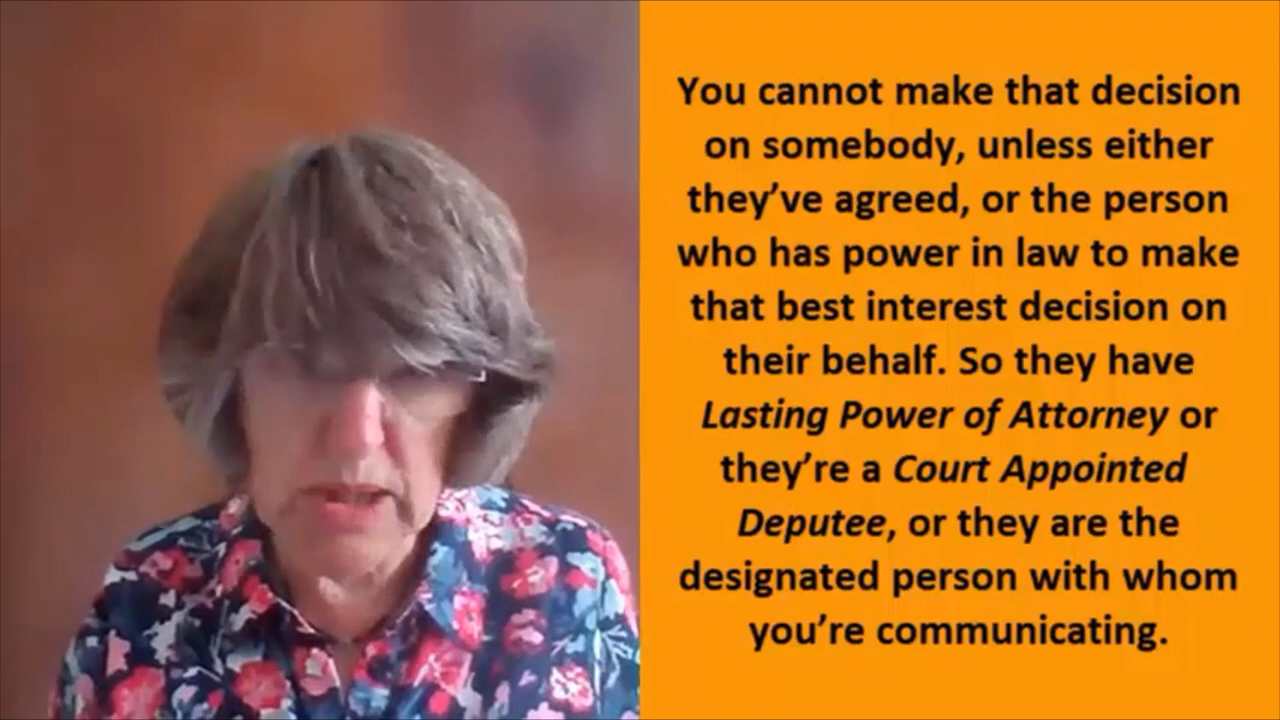 You cannot make that decision
on somebody, unless either
they've agreed, or the person
who has power in law to make
that best interest decision on
their behalf. So they have
Lasting Power of Attorney or
they're a Court Appointed
Deputee, or they are the
designated person with whom
you're communicating.